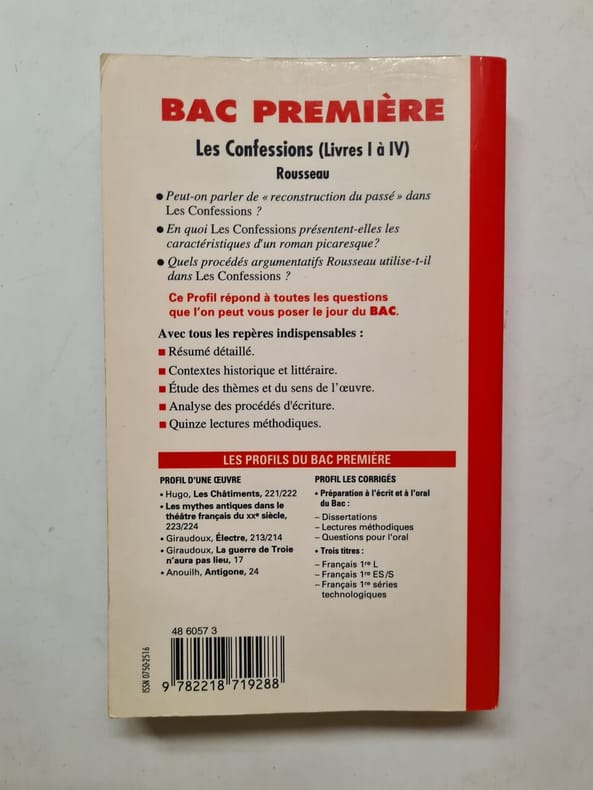 BAC PREMIÈRE
Les Confessions (Livres I à IV)
Rousseau
● Peut-on parler de « reconstruction du passé » dans
Les Confessions ?
● En quoi Les Confessions présentent-elles les
caractéristiques d'un roman picaresque?
● Quels procédés argumentatifs Rousseau utilise-t-il
dans Les Confessions ?
Ce Profil répond à toutes les questions
que l'on peut vous poser le jour du BAC.
Avec tous les repères indispensables :
■ Résumé détaillé.
■ Contextes historique et littéraire.
■ Étude des thèmes et du sens de l'œuvre.
■ Analyse des procédés d'écriture.
■ Quinze lectures méthodiques.
LES PROFILS DU BAC PREMIÈRE
PROFIL D'UNE ŒUVRE
• Hugo, Les Châtiments, 221/222
• Les mythes antiques dans le
théâtre français du XXe siècle,
223/224
• Giraudoux, Électre, 213/214
• Giraudoux, La guerre de Troie
n'aura pas lieu, 17
• Anouilh, Antigone, 24
PROFIL LES CORRIGÉS
• Préparation à l'écrit et à l'oral
du Bac :
– Dissertations
– Lectures méthodiques
– Questions pour l'oral
• Trois titres :
– Français 1re L
– Français 1re ES/S
– Français 1re séries
technologiques
48 6057 3
ISSN 0750-2516
9 782218 719288